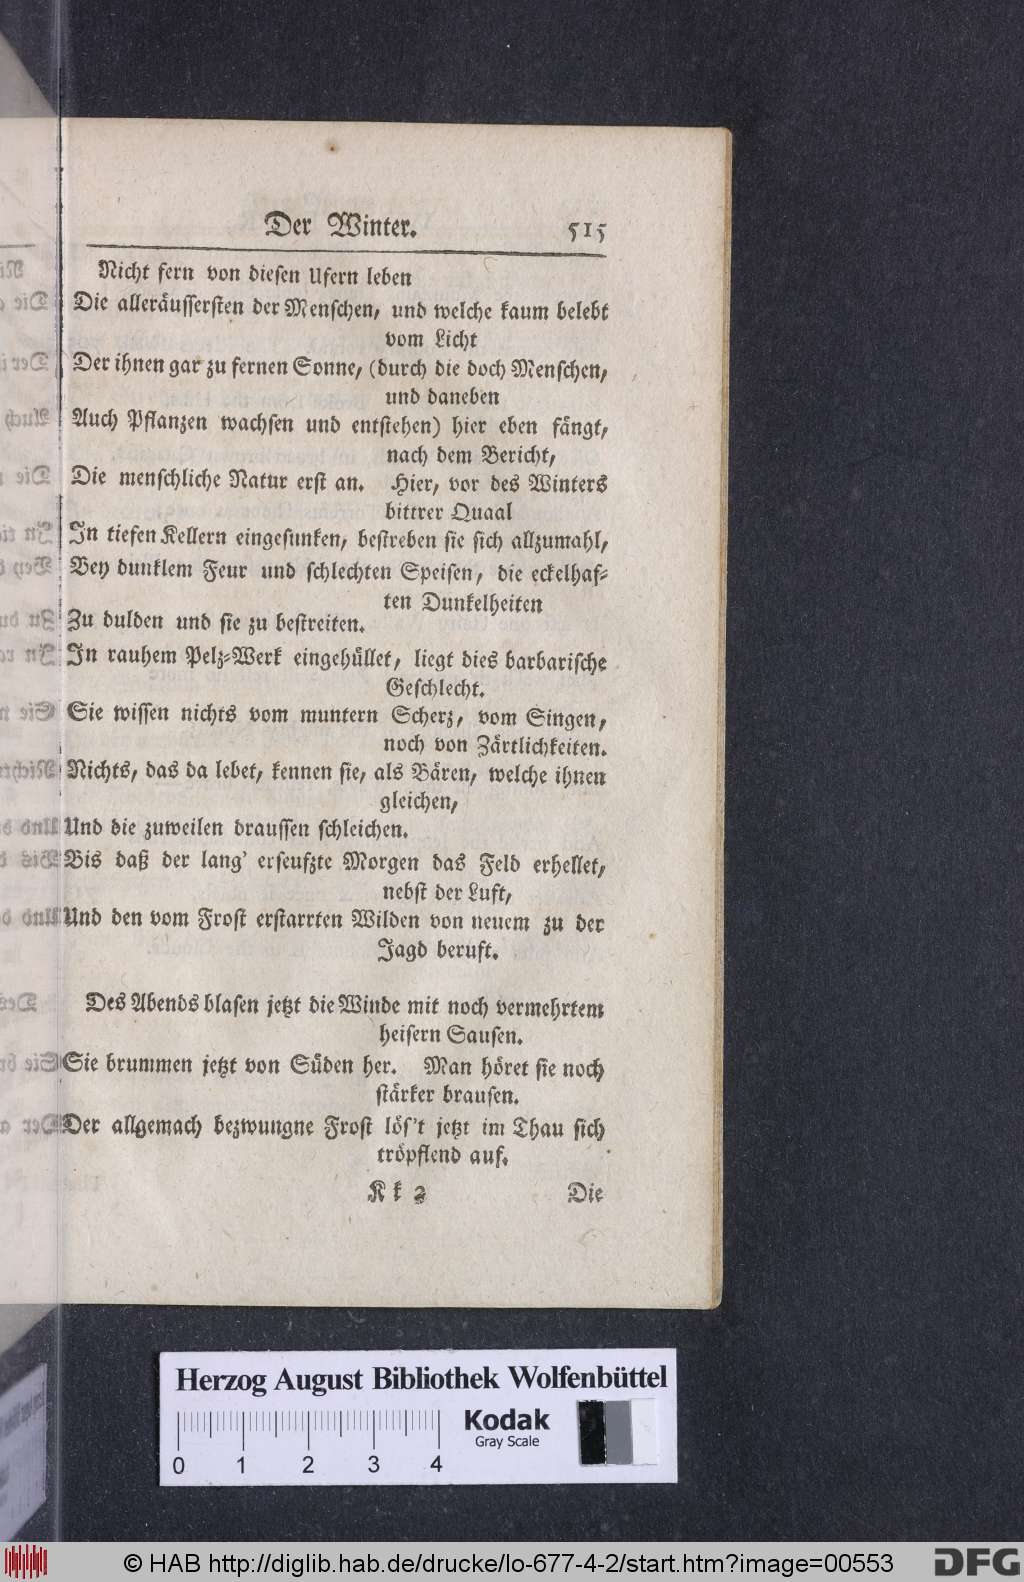 Der Winter. 515
Nicht fern von diesen Ufern leben
Die alleräussersten der Menschen, und welche kaum belebt
vom Licht
Der ihnen gar zu fernen Sonne, (durch die doch Menschen,
und daneben
Auch Pflanzen wachsen und entstehen) hier eben fängt,
nach dem Bericht,
Die menschliche Natur erst an. Hier, vor des Winters
bittrer Quaal
In tiefen Kellern eingesunken, bestreben sie sich allzumahl,
Bey dunklem Feur und schlechten Speisen, die eckelhaf-
ten Dunkelheiten
Zu dulden und sie zu bestreiten.
In rauhem Pelz-Werk eingehüllet, liegt dies barbarische
Geschlecht.
Sie wissen nichts vom muntern Scherz, vom Singen,
noch von Zärtlichkeiten.
Nichts, das da lebet, kennen sie, als Bären, welche ihnen
gleichen,
Und die zuweilen draussen schleichen.
Bis daß der lang' erseufzte Morgen das Feld erhellet,
nebst der Luft,
Und den vom Frost erstarrten Wilden von neuem zu der
Jagd beruft.
Des Abends blasen jetzt die Winde mit noch vermehrtem
heisern Sausen.
Sie brummen jetzt von Süden her. Man höret sie noch
stärker brausen.
Der allgemach bezwungne Frost lös't jetzt im Thau sich
tröpflend auf.
Kk 2 Die
Herzog August Bibliothek Wolfenbüttel
Kodak
Gray Scale
0 1 2 3 4
© HAB http://diglib.hab.de/drucke/lo-677-4-2/start.htm?image=00553
DFG